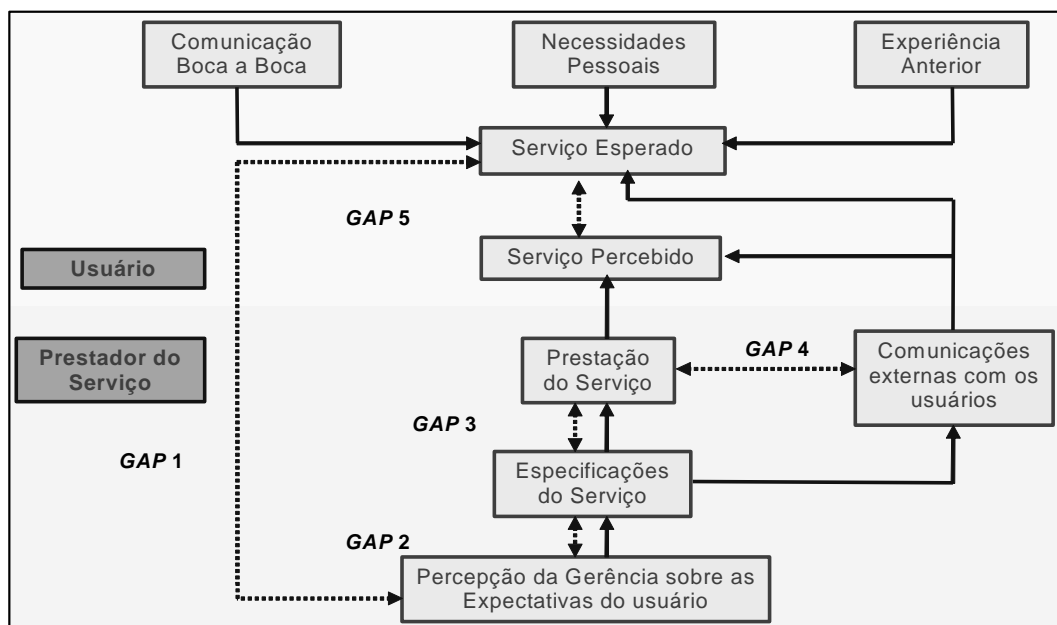 Comunicação
Boca a Boca
Necessidades
Pessoais
Experiência
Anterior
Serviço Esperado
GAP 5
Serviço Percebido
Usuário
Prestador do
Serviço
Prestação
do Serviço
GAP 4
Comunicações
externas com os
usuários
GAP 3
GAP 1
Especificações
do Serviço
GAP 2
Percepção da Gerência sobre as
Expectativas do usuário